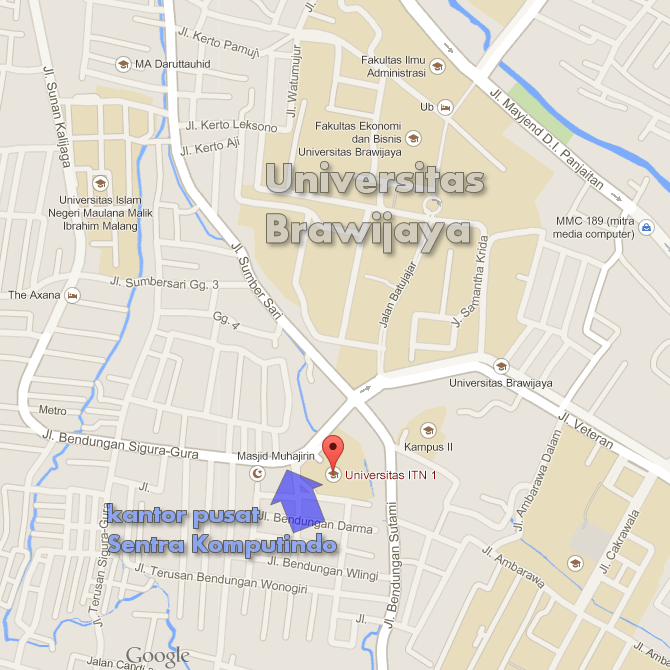 Jl. Kerto Pamuji
MA Daruttauhid
Jl. Watumujur
Fakultas Ilmu
Administrasi
Ub
Jl. Mayjend D.I. Panjaitan
Jl. Sunan Kalijaga
Jl. Kerto Leksono
Jl. Kerto Aji
Fakultas Ekonomi
dan Bisnis
Universitas Brawijaya
Universitas
Brawijaya
Universitas Islam
Negeri Maulana Malik
Ibrahim Malang
MMC 189 (mitra
media computer)
Jl. Sumber Sari
Jalan Batujajar
J. Samantha Krida
Jl. Sumbersari Gg. 3
The Axana
Gg. 4
Universitas Brawijaya
Metro
Jl. Bendungan Sigura-Gura
Masjid Muhajirin
Kampus II
Jl. Veteran
Universitas ITN 1
Jl.
kantor pusat
Sentra Komputindo
Jl. Bendungan Darma
Jl. Bendungan Sutami
Jl. Ambarawa Dalam
Jl. Cakrawala
Jl. Terusan Sigura-Gura
Jl. Bendungan Wlingi
Jl. Terusan Bendungan Wonogiri
Jl. Ambarawa
Google
Jalan Candi
Jl. Amba